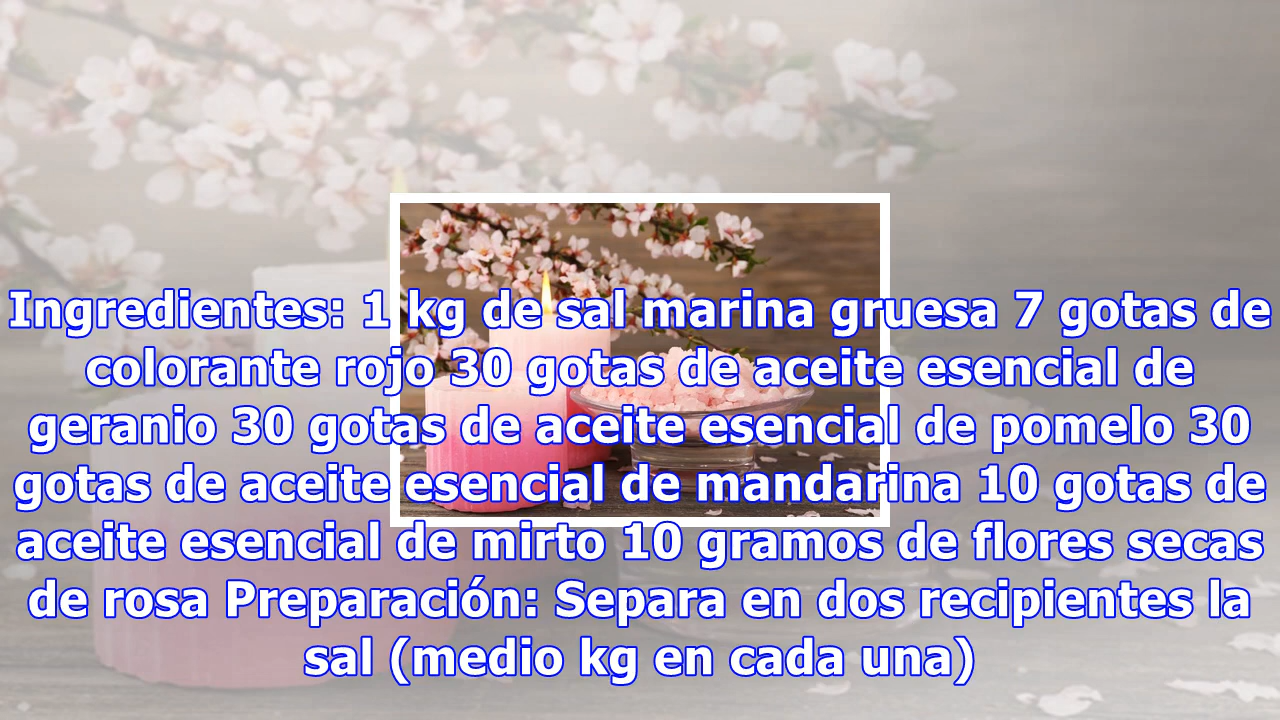 Ingredientes: 1 kg de sal marina gruesa 7 gotas de
colorante rojo 30 gotas de aceite esencial de
geranio 30 gotas de aceite esencial de pomelo 30
gotas de aceite esencial de mandarina 10 gotas de
aceite esencial de mirto 10 gramos de flores secas
de rosa Preparación: Separa en dos recipientes la
sal (medio kg en cada una)